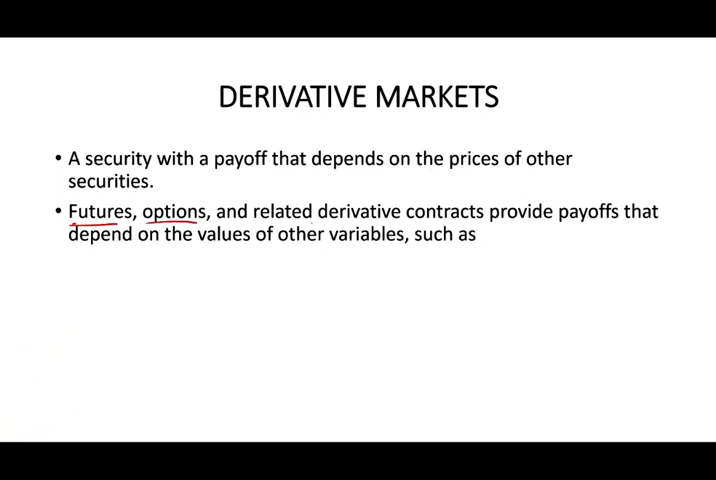 DERIVATIVE MARKETS
• A security with a payoff that depends on the prices of other
securities.
• Futures, options, and related derivative contracts provide payoffs that
depend on the values of other variables, such as